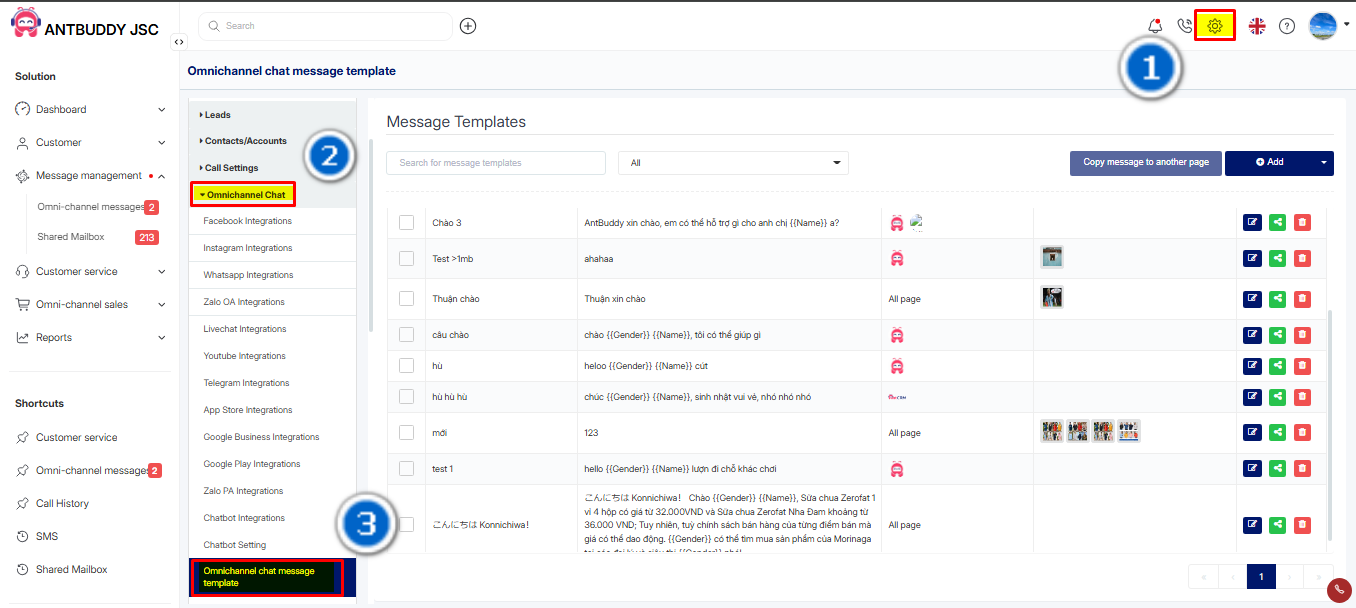 ANTBUDDY JSC
Search
1
Omnichannel chat message template
Solution
Dashboard
Customer
Message management
Omni-channel messages 2
Shared Mailbox 213
Customer service
Omni-channel sales
Reports
Shortcuts
Customer service
Omni-channel messages 2
Call History
SMS
Shared Mailbox
Leads
Contacts/Accounts
2
Call Settings
Omnichannel Chat
Facebook Integrations
Instagram Integrations
Whatsapp Integrations
Zalo OA Integrations
Livechat Integrations
Youtube Integrations
Telegram Integrations
App Store Integrations
Google Business Integrations
Google Play Integrations
Zalo PA Integrations
Chatbot Integrations
3
Chatbot Setting
Omnichannel chat message
template
Message Templates
Search for message templates
All
Copy message to another page
Add
Chào 3 AntBuddy xin chào, em có thể hỗ trợ gì cho anh chị {{Name}} ạ?
Test >1mb ahahaa
Thuận chào Thuận xin chào All page
câu chào chào {{Gender}} {{Name}}, tôi có thể giúp gì
hù heloo {{Gender}} {{Name}} cút
hù hù hù chúc {{Gender}} {{Name}}, sinh nhật vui vẻ, nhó nhó nhó
mới 123 All page
test 1 hello {{Gender}} {{Name}} lượn đi chỗ khác chơi
こんにちは Konnichiwa! こんにちは Konnichiwa! Chào {{Gender}} {{Name}}, Sữa chua Zerofat 1
vỉ 4 hộp có giá từ 32.000VND và Sữa chua Zerofat Nha Đam khoảng từ
36.000 VND; Tuy nhiên, tuỳ chính sách bán hàng của từng điểm bán mà
giá có thể dao động. {{Gender}} có thể tìm mua sản phẩm của Morinaga
All page
1